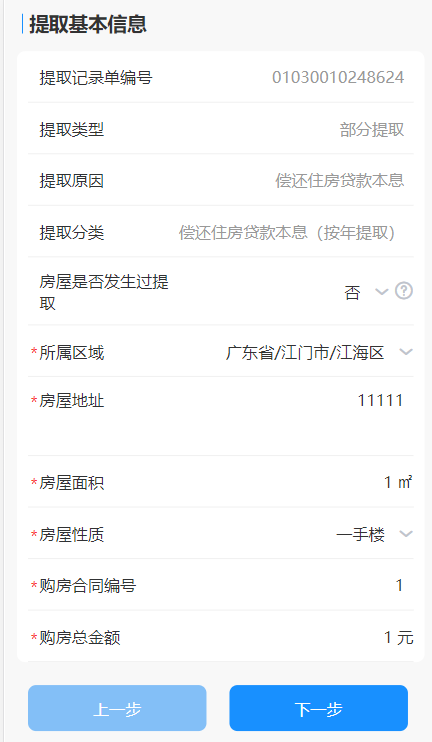 提取基本信息
提取记录单编号 01030010248624
提取类型 部分提取
提取原因 偿还住房贷款本息
提取分类 偿还住房贷款本息（按年提取）
房屋是否发生过提
取 否
*所属区域 广东省/江门市/江海区
*房屋地址 11111
*房屋面积 1 ㎡
*房屋性质 一手楼
*购房合同编号 1
*购房总金额 1 元
上一步 下一步